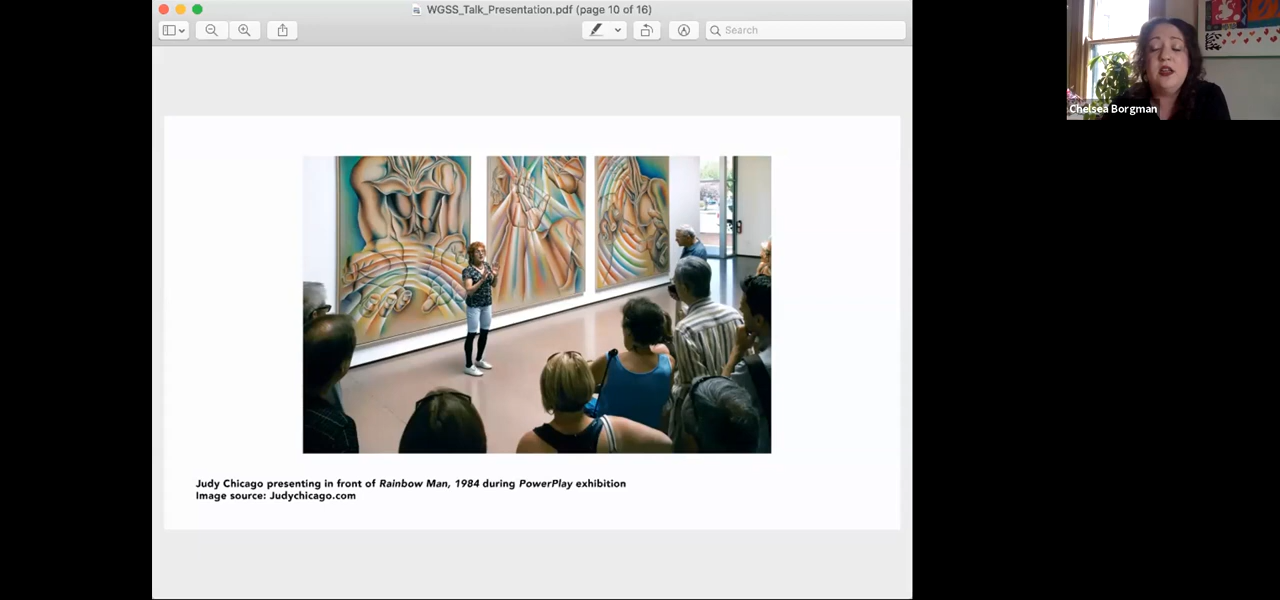 WGSS_Talk_Presentation.pdf (page 10 of 16)
Search
Chelsea Borgman
Judy Chicago presenting in front of Rainbow Man, 1984 during PowerPlay exhibition
Image source: Judychicago.com